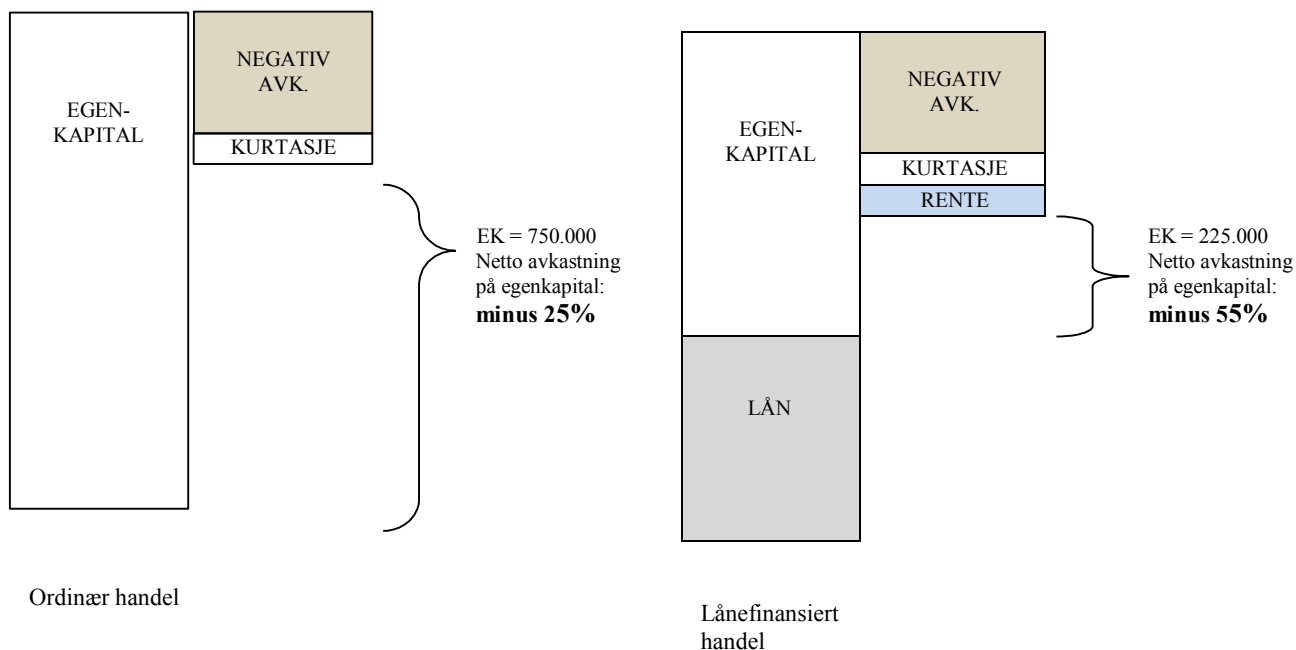 EGEN-
KAPITAL
NEGATIV
AVK.
KURTASJE
EK = 750.000
Netto avkastning
på egenkapital:
minus 25%
Ordinær handel
EGEN-
KAPITAL
LÅN
NEGATIV
AVK.
KURTASJE
RENTE
EK = 225.000
Netto avkastning
på egenkapital:
minus 55%
Lånefinansiert
handel